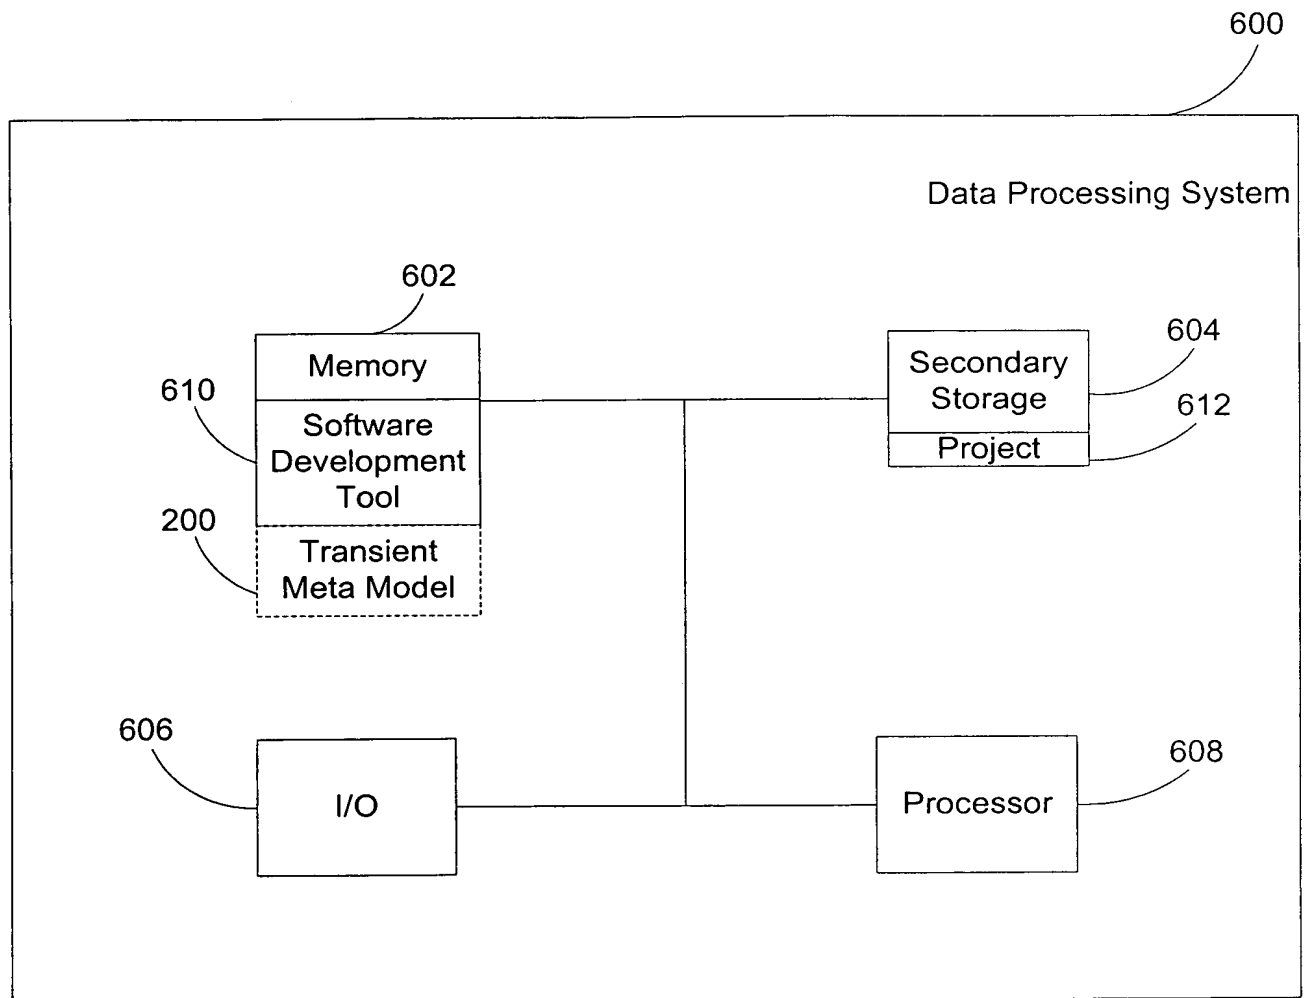 600
Data Processing System
602
Memory
610
Software
Development
Tool
200
Transient
Meta Model
604
Secondary
Storage
612
Project
606
I/O
608
Processor